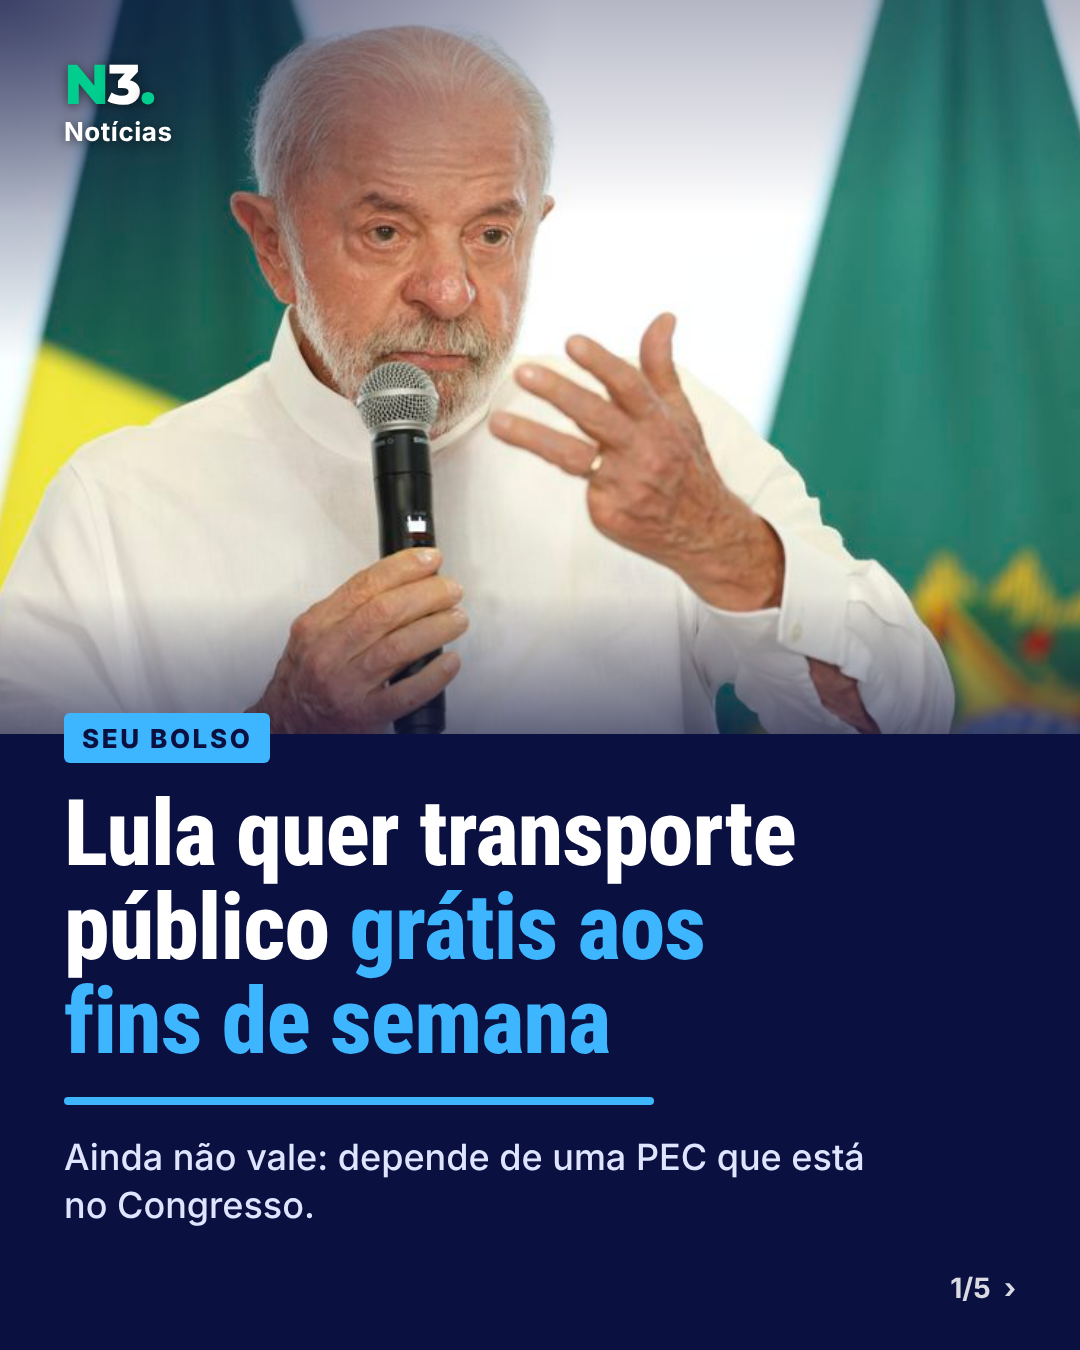 N3.
Notícias
SEU BOLSO
Lula quer transporte
público grátis aos
fins de semana
Ainda não vale: depende de uma PEC que está
no Congresso.
1/5 ›